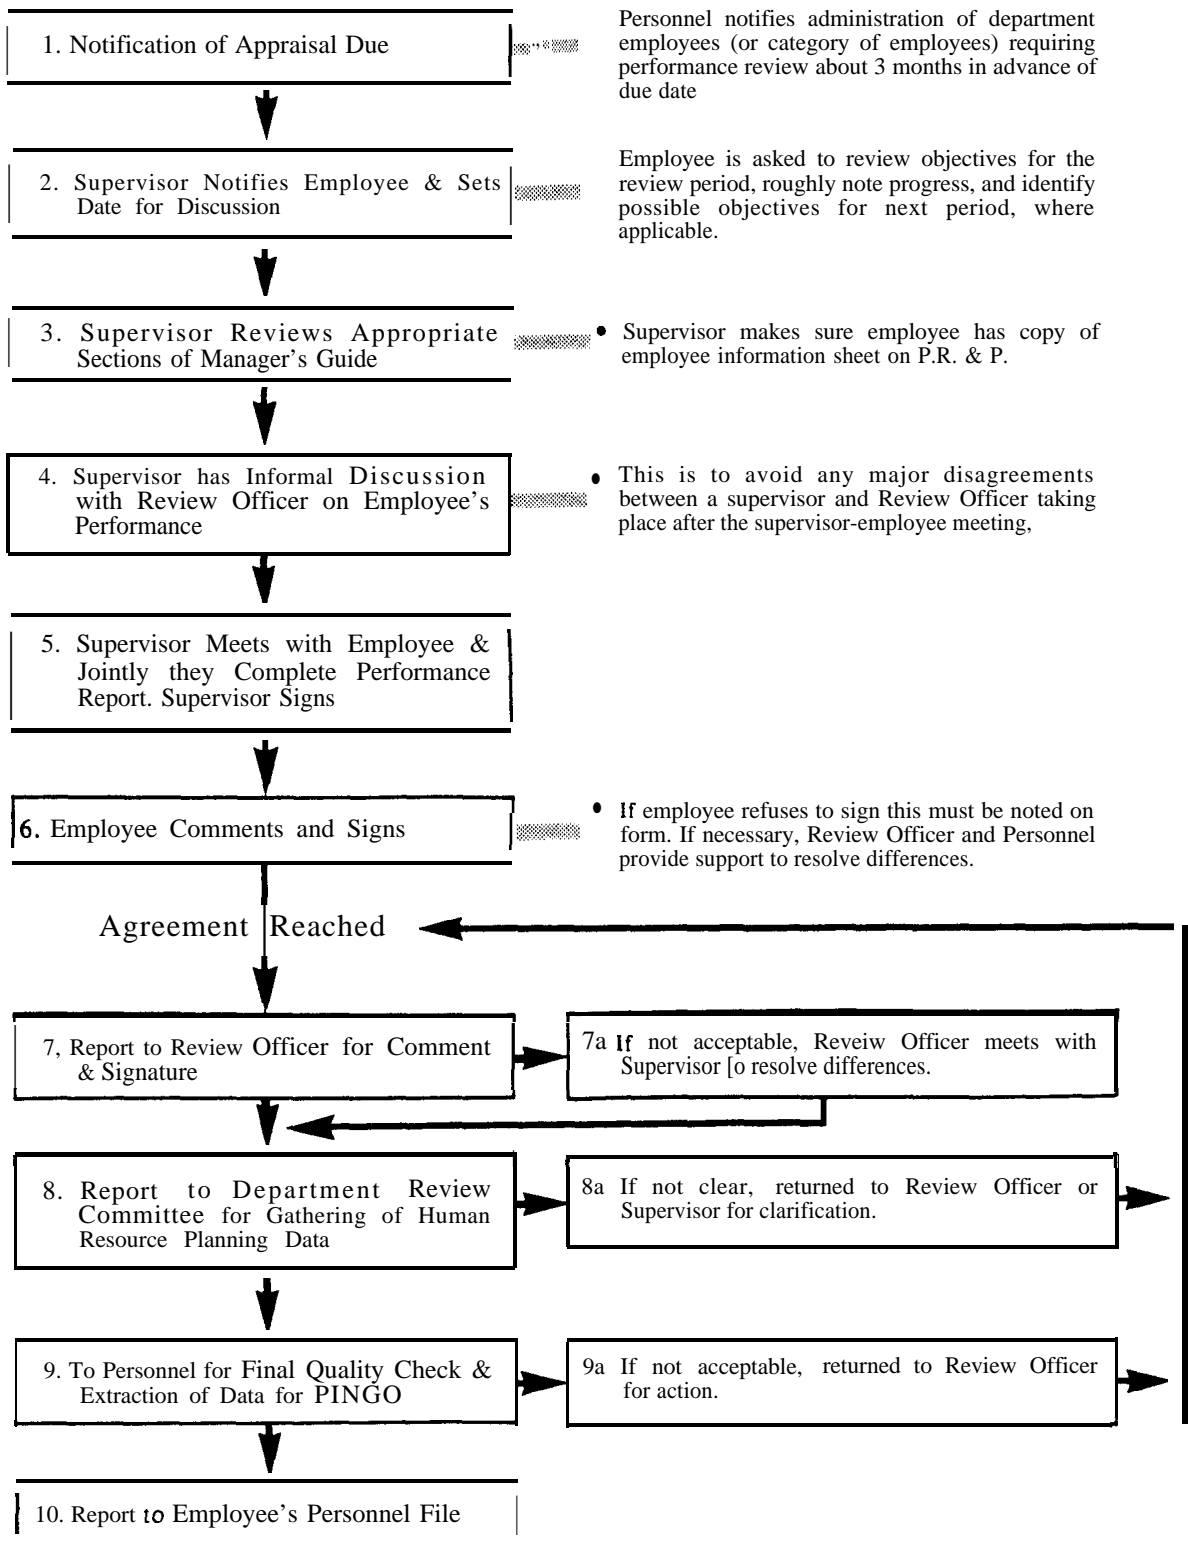 1. Notification of Appraisal Due
Personnel notifies administration of department
employees (or category of employees) requiring
performance review about 3 months in advance of
due date
2. Supervisor Notifies Employee & Sets
Date for Discussion
Employee is asked to review objectives for the
review period, roughly note progress, and identify
possible objectives for next period, where
applicable.
3. Supervisor Reviews Appropriate
Sections of Manager's Guide
• Supervisor makes sure employee has copy of
employee information sheet on P.R. & P.
4. Supervisor has Informal Discussion
with Review Officer on Employee's
Performance
• This is to avoid any major disagreements
between a supervisor and Review Officer taking
place after the supervisor-employee meeting,
5. Supervisor Meets with Employee &
Jointly they Complete Performance
Report. Supervisor Signs
6. Employee Comments and Signs
• If employee refuses to sign this must be noted on
form. If necessary, Review Officer and Personnel
provide support to resolve differences.
Agreement Reached
7, Report to Review Officer for Comment
& Signature
7a If not acceptable, Reveiw Officer meets with
Supervisor [o resolve differences.
8. Report to Department Review
Committee for Gathering of Human
Resource Planning Data
8a If not clear, returned to Review Officer or
Supervisor for clarification.
9. To Personnel for Final Quality Check &
Extraction of Data for PINGO
9a If not acceptable, returned to Review Officer
for action.
10. Report to Employee's Personnel File